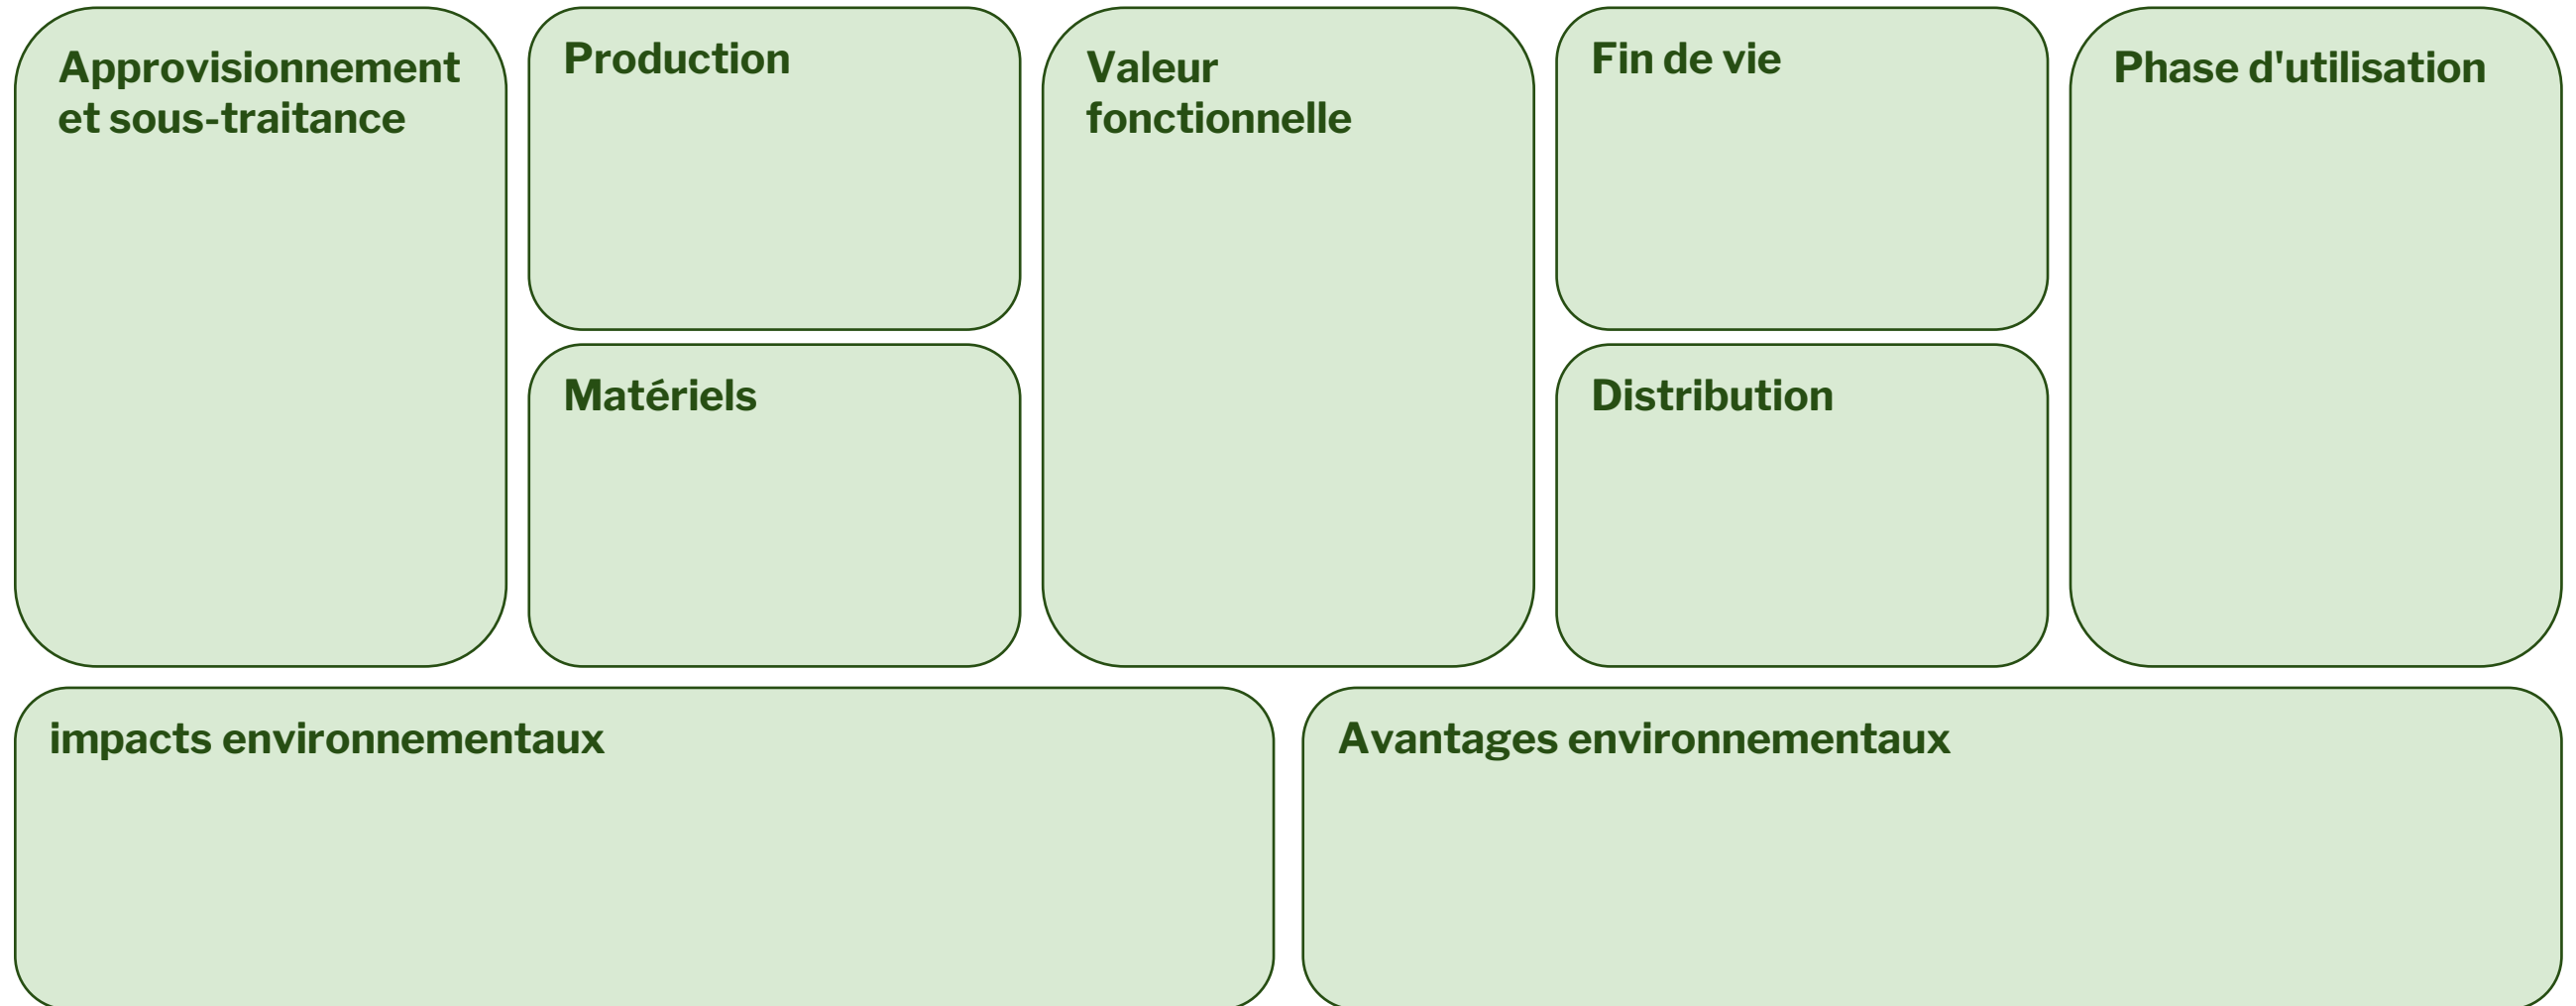 Approvisionnement
et sous-traitance
Production
Matériels
Valeur
fonctionnelle
Fin de vie
Distribution
Phase d'utilisation
impacts environnementaux
Avantages environnementaux